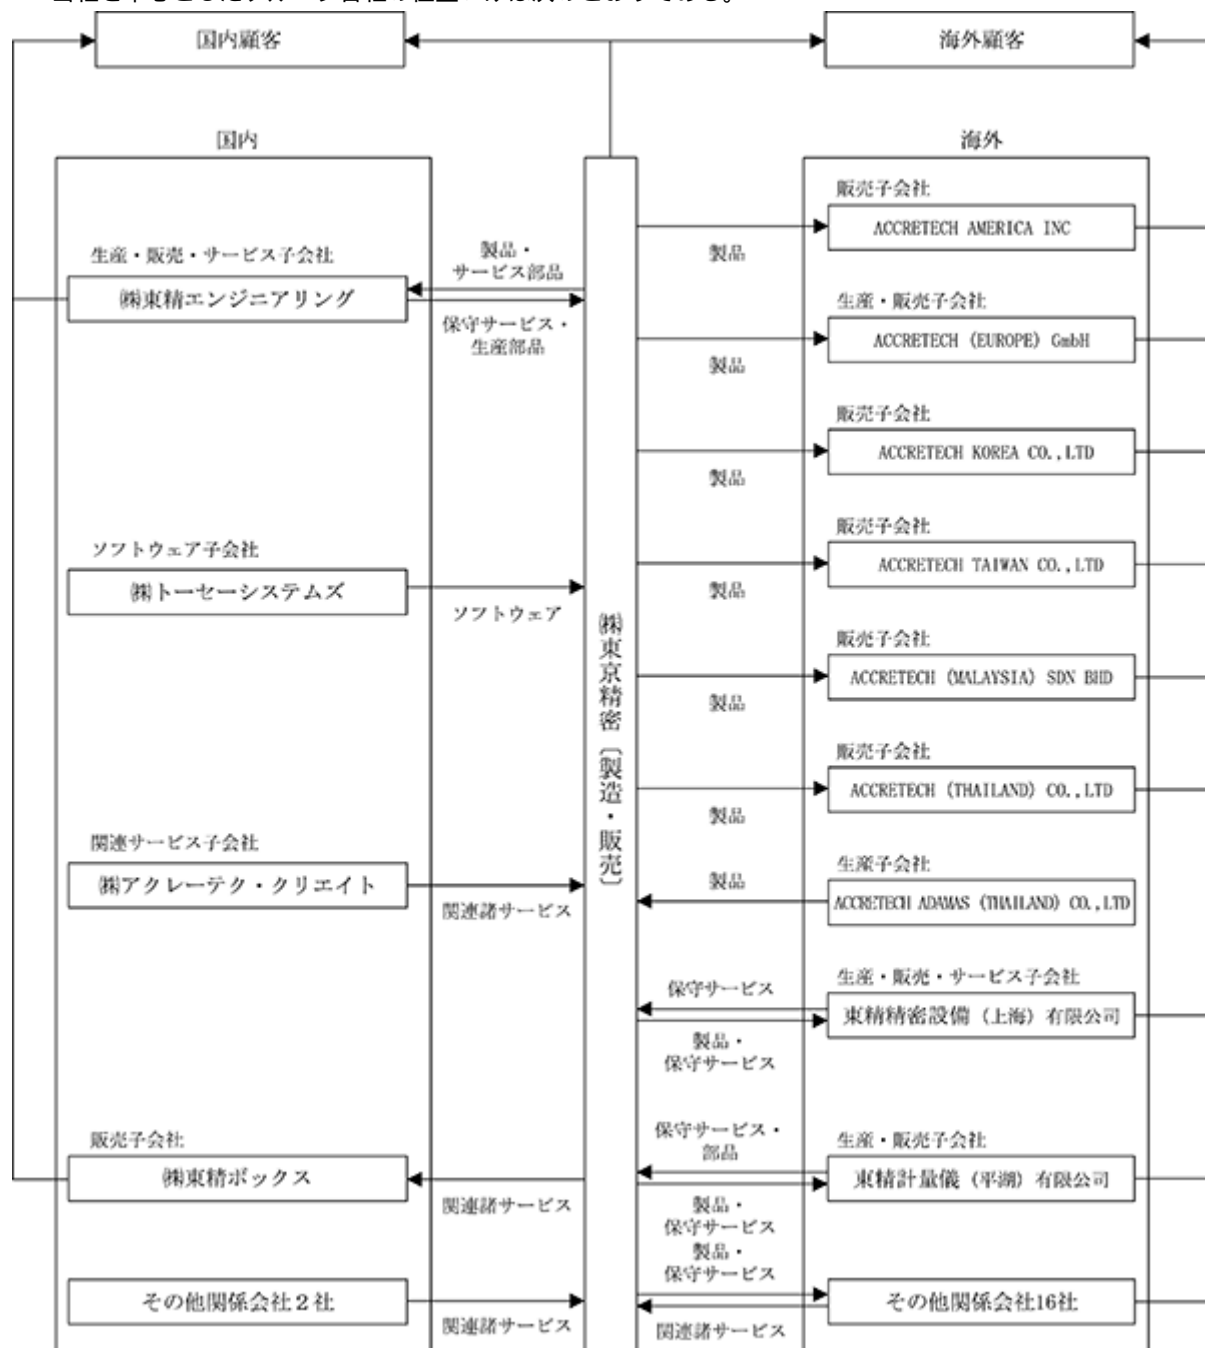 国内顧客
海外顧客
国内
海外
生産・販売・サービス子会社
㈱東精エンジニアリング
製品・
サービス部品
保守サービス・
生産部品
ソフトウェア子会社
㈱トーセーシステムズ
ソフトウェア
関連サービス子会社
㈱アクレーテク・クリエイト
関連諸サービス
販売子会社
㈱東精ボックス
関連諸サービス
その他関係会社2社
関連諸サービス
㈱東京精密〔製造・販売〕
販売子会社
ACCRETECH AMERICA INC
製品
生産・販売子会社
ACCRETECH (EUROPE) GmbH
製品
販売子会社
ACCRETECH KOREA CO.,LTD
製品
販売子会社
ACCRETECH TAIWAN CO.,LTD
製品
販売子会社
ACCRETECH (MALAYSIA) SDN BHD
製品
販売子会社
ACCRETECH (THAILAND) CO.,LTD
製品
生産子会社
製品
ACCRETECH ADAMAS (THAILAND) CO.,LTD
生産・販売・サービス子会社
保守サービス
東精精密設備(上海)有限公司
製品・
保守サービス
生産・販売子会社
保守サービス・
部品
東精計量儀(平湖)有限公司
製品・
保守サービス
製品・
保守サービス
その他関係会社16社
関連諸サービス